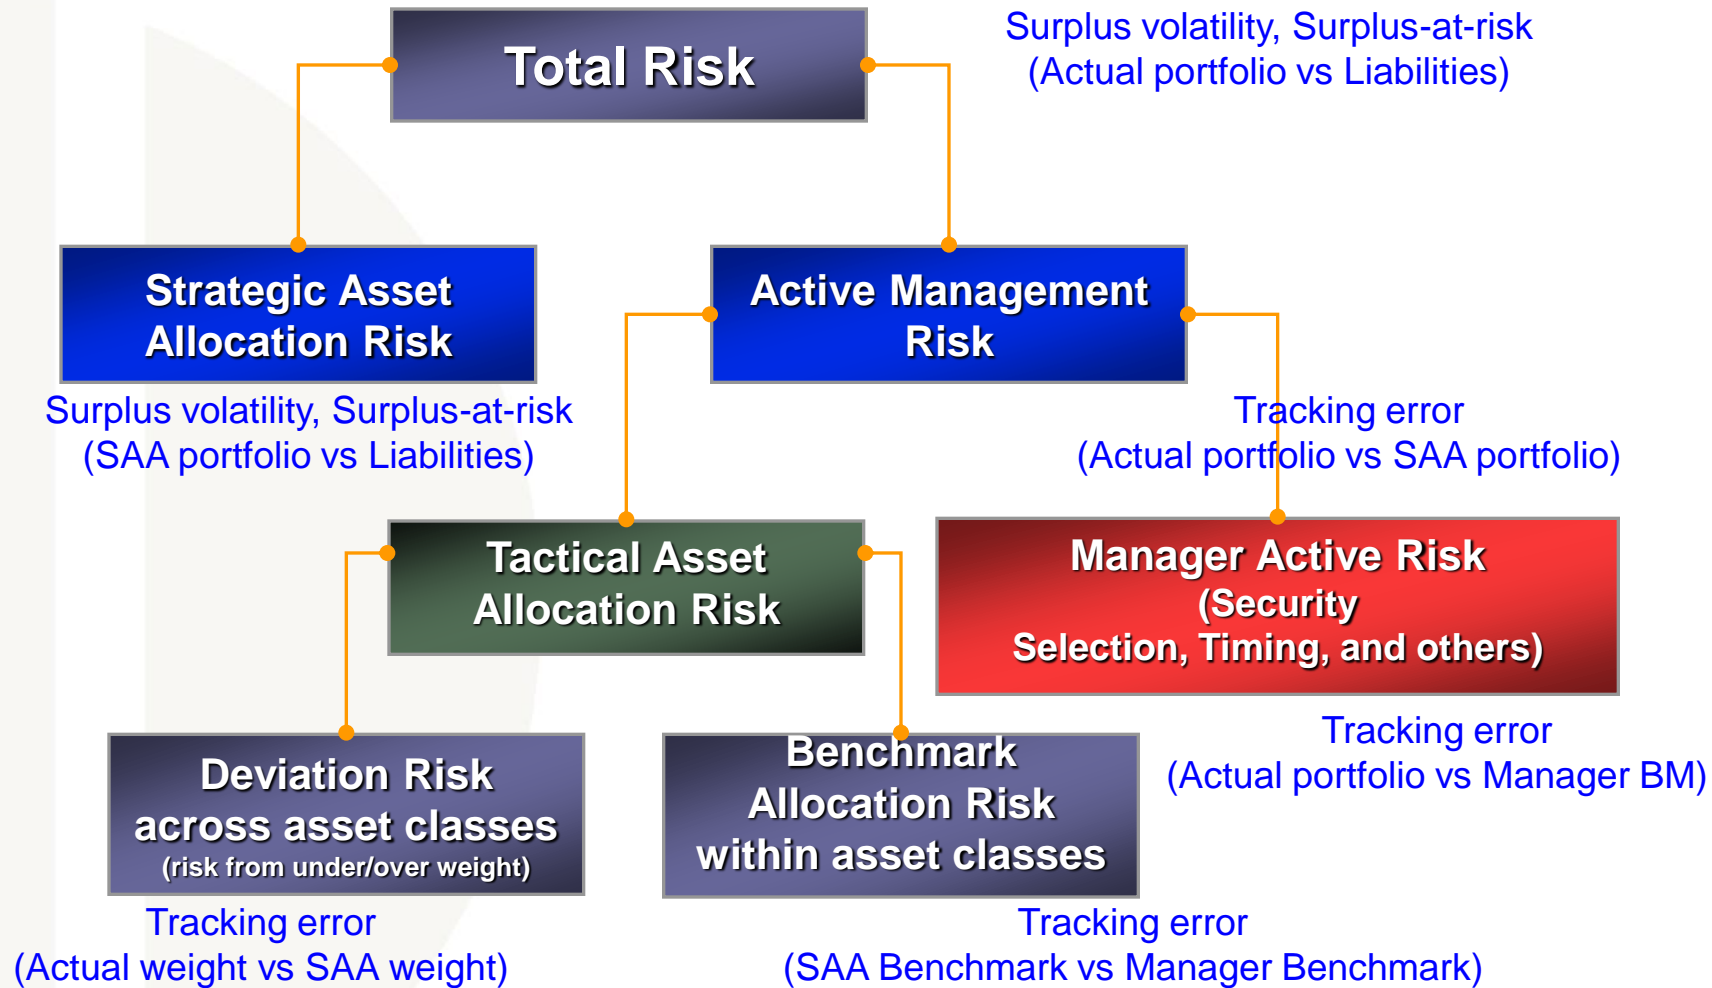 Total Risk
Surplus volatility, Surplus-at-risk
(Actual portfolio vs Liabilities)
Strategic Asset
Allocation Risk
Active Management
Risk
Surplus volatility, Surplus-at-risk
(SAA portfolio vs Liabilities)
Tracking error
(Actual portfolio vs SAA portfolio)
Tactical Asset
Allocation Risk
Manager Active Risk
(Security
Selection, Timing, and others)
Tracking error
(Actual portfolio vs Manager BM)
Deviation Risk
across asset classes
(risk from under/over weight)
Benchmark
Allocation Risk
within asset classes
Tracking error
(Actual weight vs SAA weight)
Tracking error
(SAA Benchmark vs Manager Benchmark)